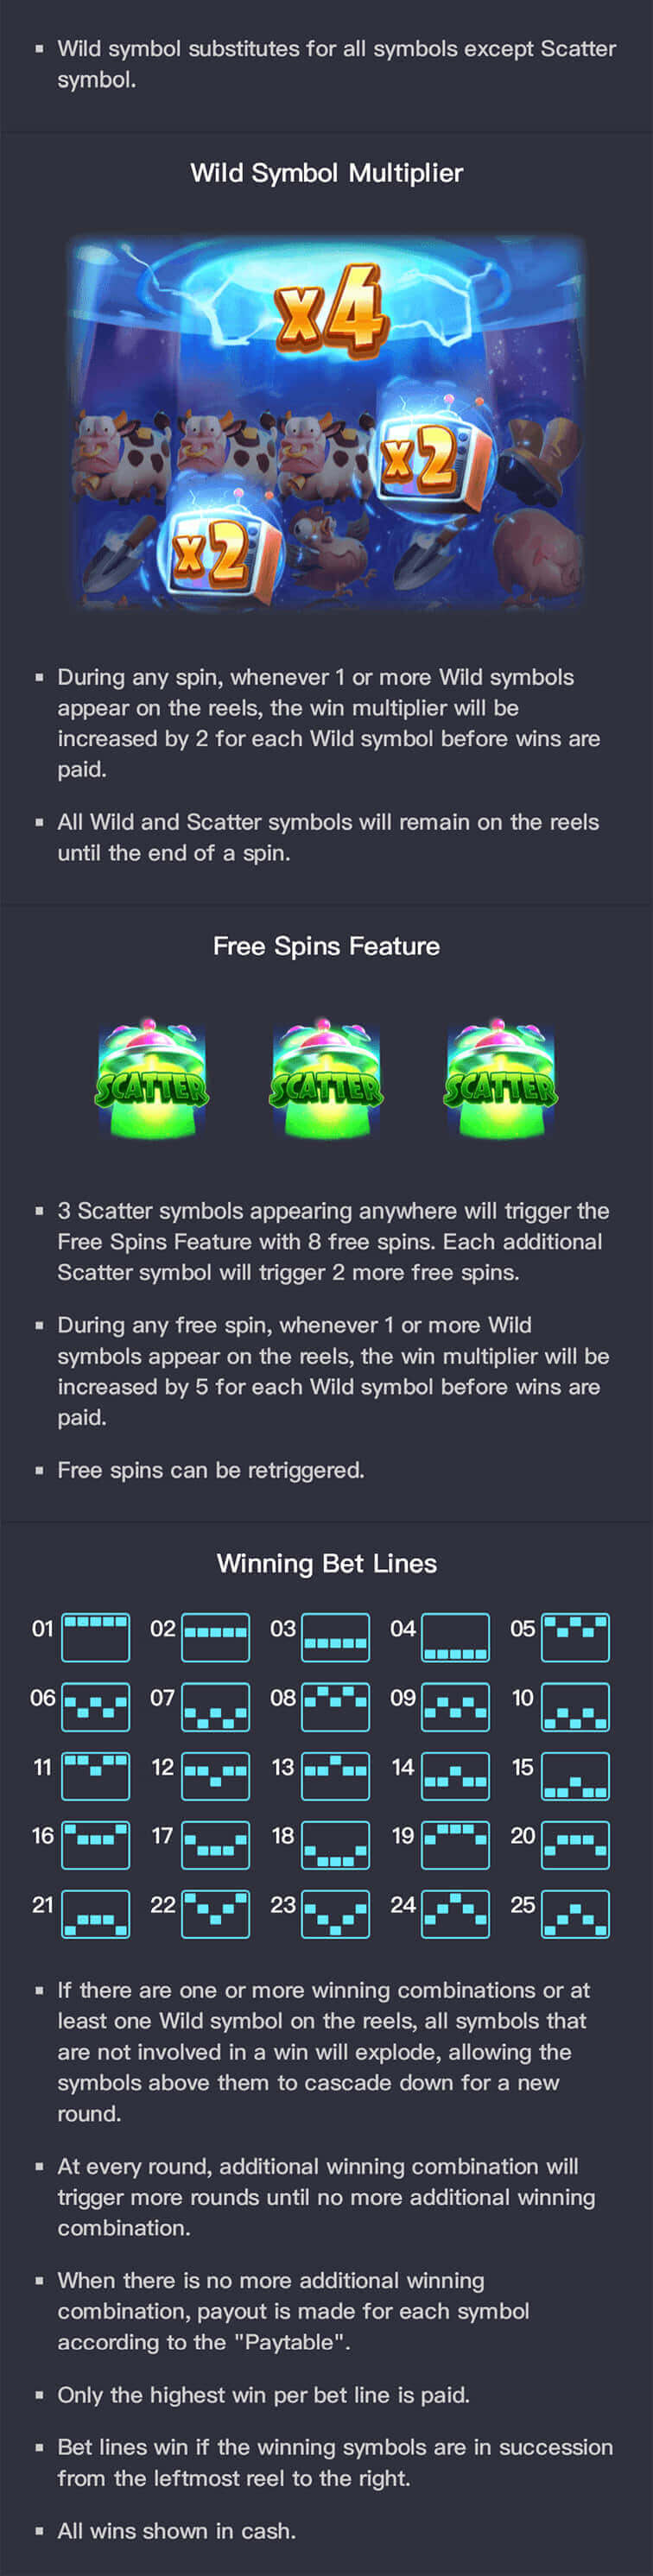 ▪ Wild symbol substitutes for all symbols except Scatter
symbol.
Wild Symbol Multiplier
x4
x2
x2
▪ During any spin, whenever 1 or more Wild symbols
appear on the reels, the win multiplier will be
increased by 2 for each Wild symbol before wins are
paid.
▪ All Wild and Scatter symbols will remain on the reels
until the end of a spin.
Free Spins Feature
SCATTER SCATTER SCATTER
▪ 3 Scatter symbols appearing anywhere will trigger the
Free Spins Feature with 8 free spins. Each additional
Scatter symbol will trigger 2 more free spins.
▪ During any free spin, whenever 1 or more Wild
symbols appear on the reels, the win multiplier will be
increased by 5 for each Wild symbol before wins are
paid.
▪ Free spins can be retriggered.
Winning Bet Lines
01 02 03 04 05
06 07 08 09 10
11 12 13 14 15
16 17 18 19 20
21 22 23 24 25
▪ If there are one or more winning combinations or at
least one Wild symbol on the reels, all symbols that
are not involved in a win will explode, allowing the
symbols above them to cascade down for a new
round.
▪ At every round, additional winning combination will
trigger more rounds until no more additional winning
combination.
▪ When there is no more additional winning
combination, payout is made for each symbol
according to the "Paytable".
▪ Only the highest win per bet line is paid.
▪ Bet lines win if the winning symbols are in succession
from the leftmost reel to the right.
▪ All wins shown in cash.